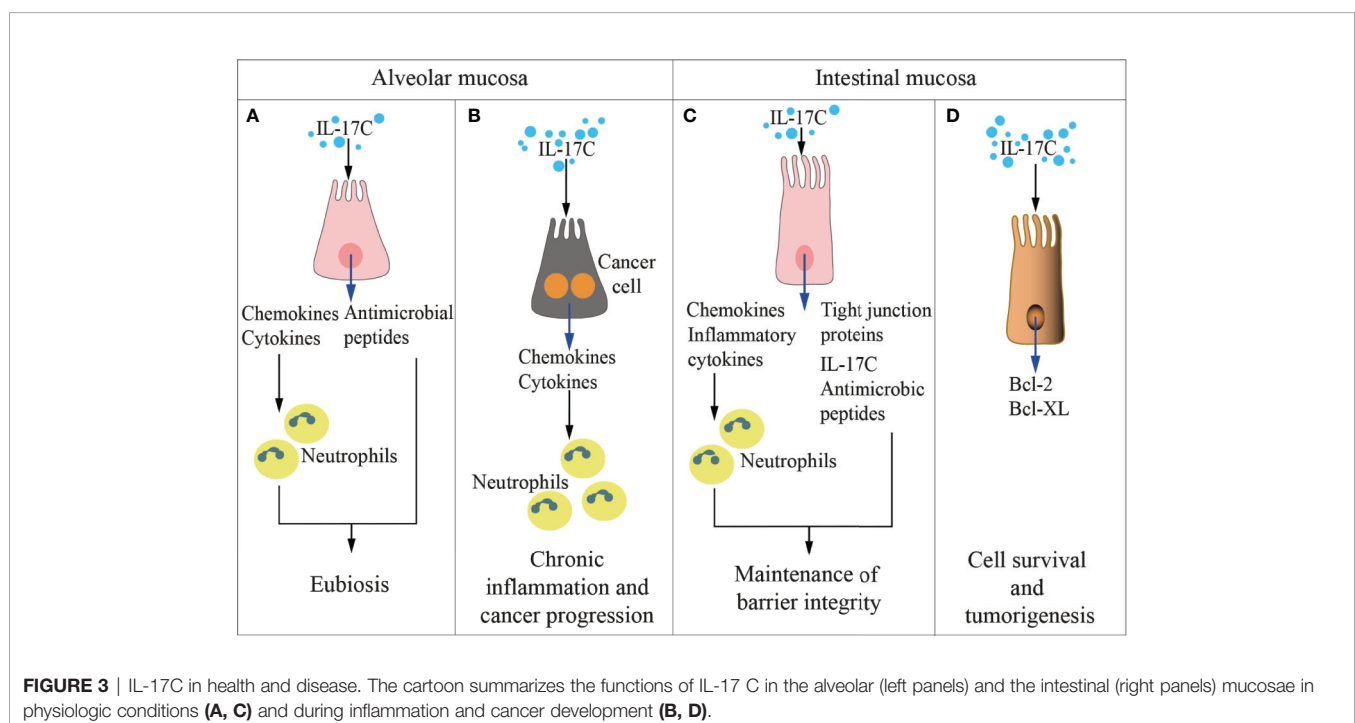 Alveolar mucosa
Intestinal mucosa
A
IL-17C
Chemokines
Cytokines
Antimicrobial
peptides
Neutrophils
Eubiosis
B
IL-17C
Cancer
cell
Chemokines
Cytokines
Neutrophils
Chronic
inflammation and
cancer progression
C
IL-17C
Chemokines
Inflammatory
cytokines
Tight junction
proteins
IL-17C
Antimicrobic
peptides
Neutrophils
Maintenance of
barrier integrity
D
IL-17C
Bcl-2
Bcl-XL
Cell survival
and
tumorigenesis
FIGURE 3 | IL-17C in health and disease. The cartoon summarizes the functions of IL-17 C in the alveolar (left panels) and the intestinal (right panels) mucosae in
physiologic conditions (A, C) and during inflammation and cancer development (B, D).